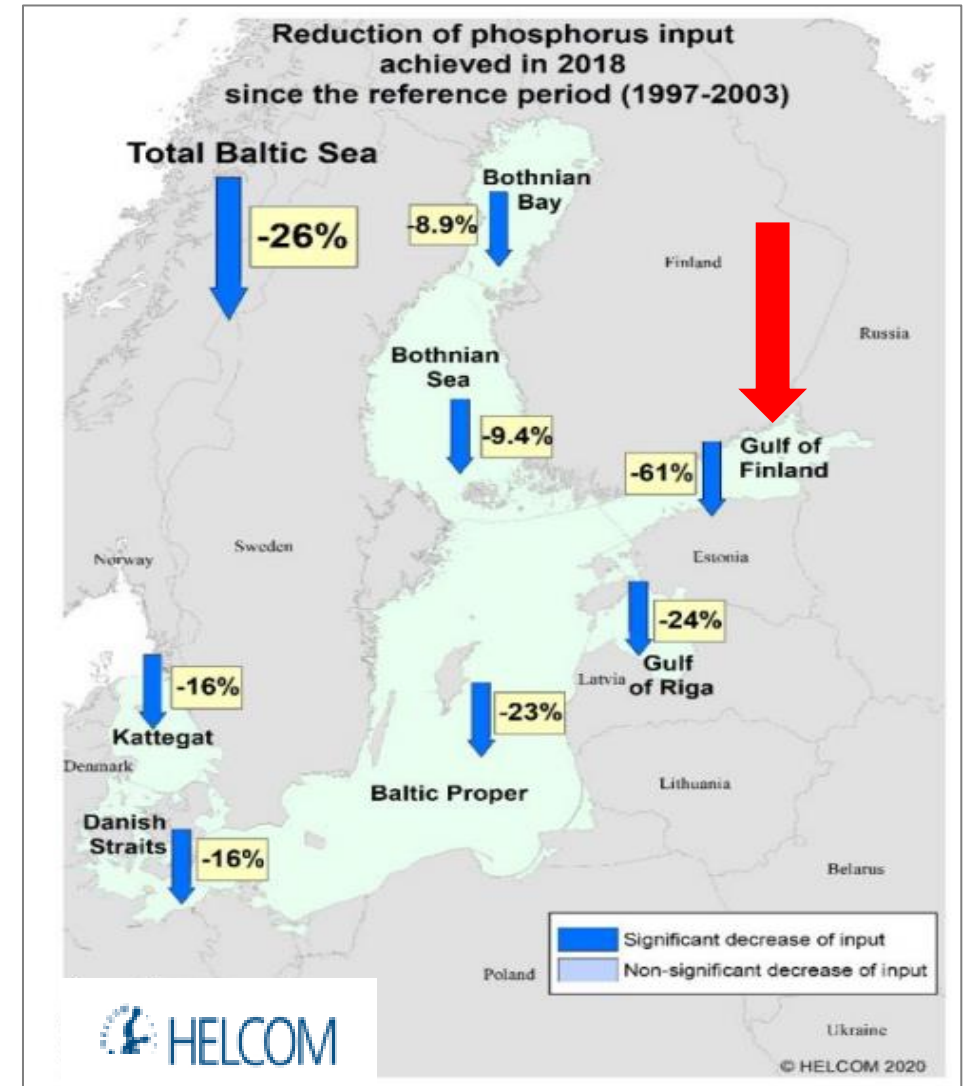 Reduction of phosphorus input
achieved in 2018
since the reference period (1997-2003)
Total Baltic Sea
-26%
Bothnian
Bay
-8.9%
Finland
Russia
Bothnian
Sea
-9.4%
Gulf of
Finland
-61%
Norway
Sweden
Estonia
-24%
Latvia
Gulf
of Riga
-16%
Kattegat
-23%
Denmark
Lithuania
Baltic Proper
Danish
Straits
-16%
Belarus
Significant decrease of input
Non-significant decrease of input
Poland
HELCOM
Ukraine
© HELCOM 2020